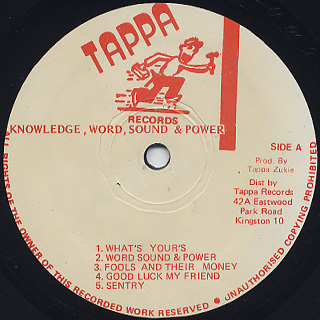 TAPPA
RECORDS
KNOWLEDGE, WORD, SOUND & POWER
SIDE A
Prod. By
Tappa Zukie
Dist by
Tappa Records
42A Eastwood
Park Road
Kingston 10
1. WHAT'S YOUR'S
2. WORD SOUND & POWER
3. FOOLS AND THEIR MONEY
4. GOOD LUCK MY FRIEND
5. SENTRY
ALL RIGHTS OF THE OWNER OF THIS RECORDED WORK RESERVED • UNAUTHORISED COPYING PROHIBITED